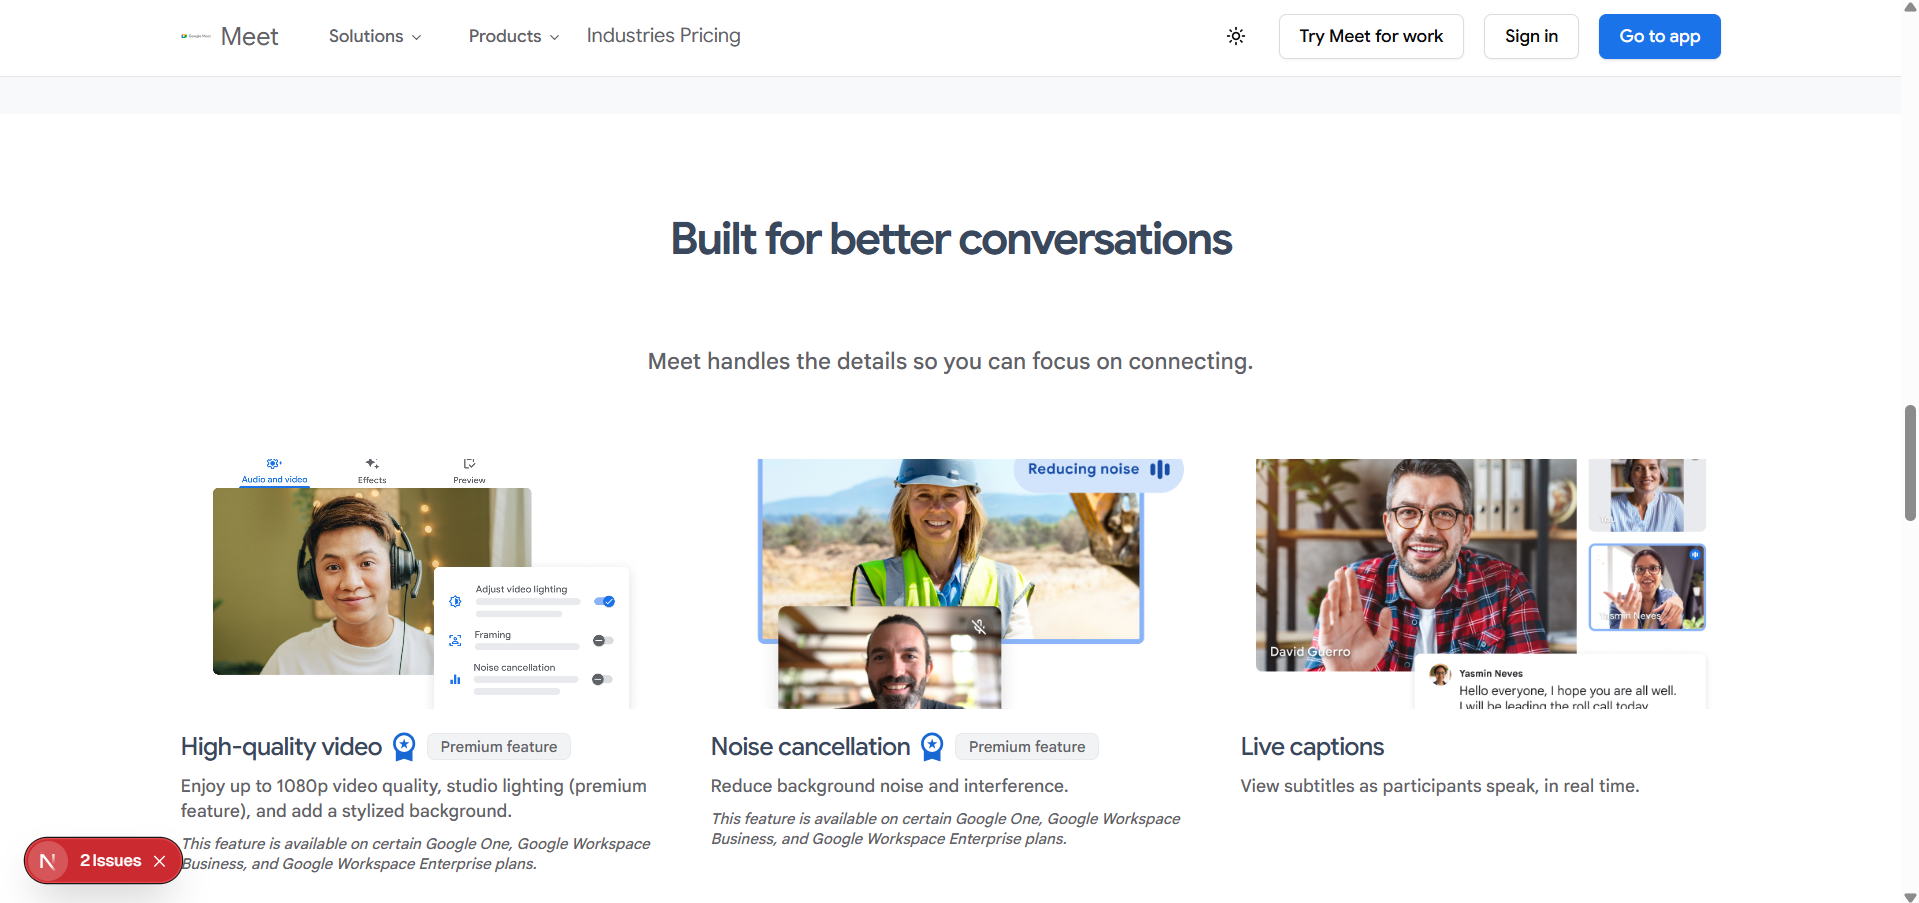 Google Meet Meet Solutions Products Industries Pricing Try Meet for work Sign in Go to app
Built for better conversations
Meet handles the details so you can focus on connecting.
Audio and video Effects Preview
Adjust video lighting
Framing
Noise cancellation
Reducing noise
You
Yasmin Neves
David Guerro
Yasmin Neves
Hello everyone, I hope you are all well.
I will be leading the roll call today
High-quality video Premium feature
Enjoy up to 1080p video quality, studio lighting (premium
feature), and add a stylized background.
This feature is available on certain Google One, Google Workspace
Business, and Google Workspace Enterprise plans.
Noise cancellation Premium feature
Reduce background noise and interference.
This feature is available on certain Google One, Google Workspace
Business, and Google Workspace Enterprise plans.
Live captions
View subtitles as participants speak, in real time.
N 2 Issues